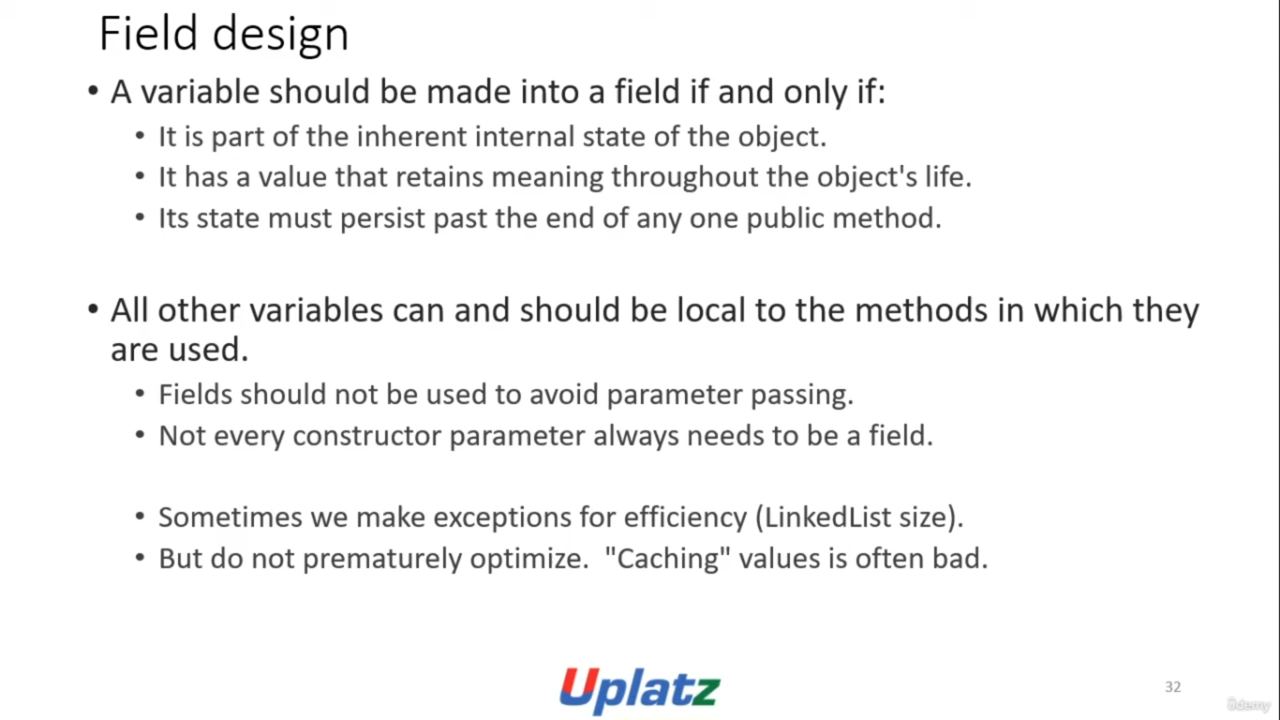 Field design
• A variable should be made into a field if and only if:
• It is part of the inherent internal state of the object.
• It has a value that retains meaning throughout the object's life.
• Its state must persist past the end of any one public method.
• All other variables can and should be local to the methods in which they
are used.
• Fields should not be used to avoid parameter passing.
• Not every constructor parameter always needs to be a field.
• Sometimes we make exceptions for efficiency (LinkedList size).
• But do not prematurely optimize.  "Caching" values is often bad.
Uplatz
32
ûdemy